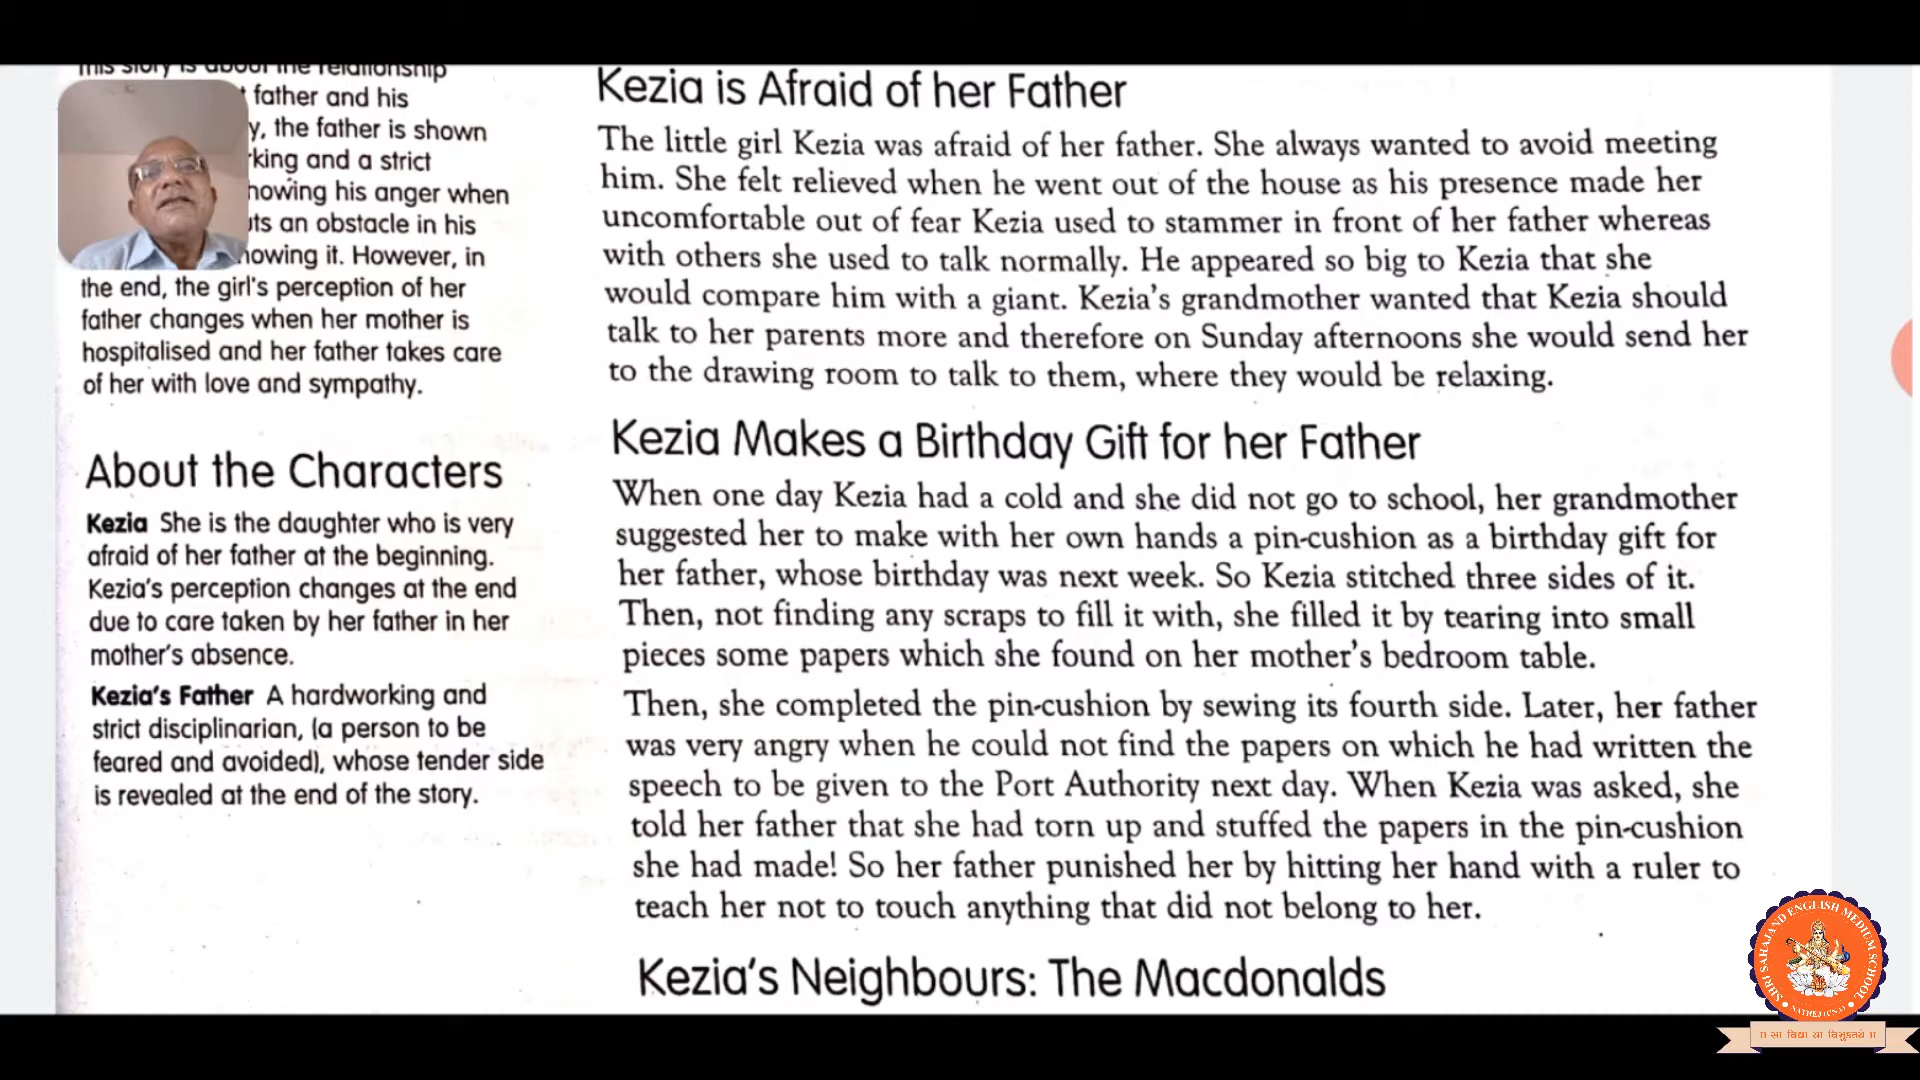 This story is about the relationship
father and his
y, the father is shown
king and a strict
howing his anger when
ts an obstacle in his
nowing it. However, in
the end, the girl's perception of her
father changes when her mother is
hospitalised and her father takes care
of her with love and sympathy.
About the Characters
Kezia She is the daughter who is very
afraid of her father at the beginning.
Kezia's perception changes at the end
due to care taken by her father in her
mother's absence.
Kezia's Father A hardworking and
strict disciplinarian, (a person to be
feared and avoided), whose tender side
is revealed at the end of the story.
Kezia is Afraid of her Father
The little girl Kezia was afraid of her father. She always wanted to avoid meeting
him. She felt relieved when he went out of the house as his presence made her
uncomfortable out of fear Kezia used to stammer in front of her father whereas
with others she used to talk normally. He appeared so big to Kezia that she
would compare him with a giant. Kezia's grandmother wanted that Kezia should
talk to her parents more and therefore on Sunday afternoons she would send her
to the drawing room to talk to them, where they would be relaxing.
Kezia Makes a Birthday Gift for her Father
When one day Kezia had a cold and she did not go to school, her grandmother
suggested her to make with her own hands a pin-cushion as a birthday gift for
her father, whose birthday was next week. So Kezia stitched three sides of it.
Then, not finding any scraps to fill it with, she filled it by tearing into small
pieces some papers which she found on her mother's bedroom table.
Then, she completed the pin-cushion by sewing its fourth side. Later, her father
was very angry when he could not find the papers on which he had written the
speech to be given to the Port Authority next day. When Kezia was asked, she
told her father that she had torn up and stuffed the papers in the pin-cushion
she had made! So her father punished her by hitting her hand with a ruler to
teach her not to touch anything that did not belong to her.
Kezia's Neighbours: The Macdonalds
SHRI SAHAJANAND ENGLISH MEDIUM SCHOOL
NATHEJ (UNA)
॥ सा विद्या या विमुक्तये ॥